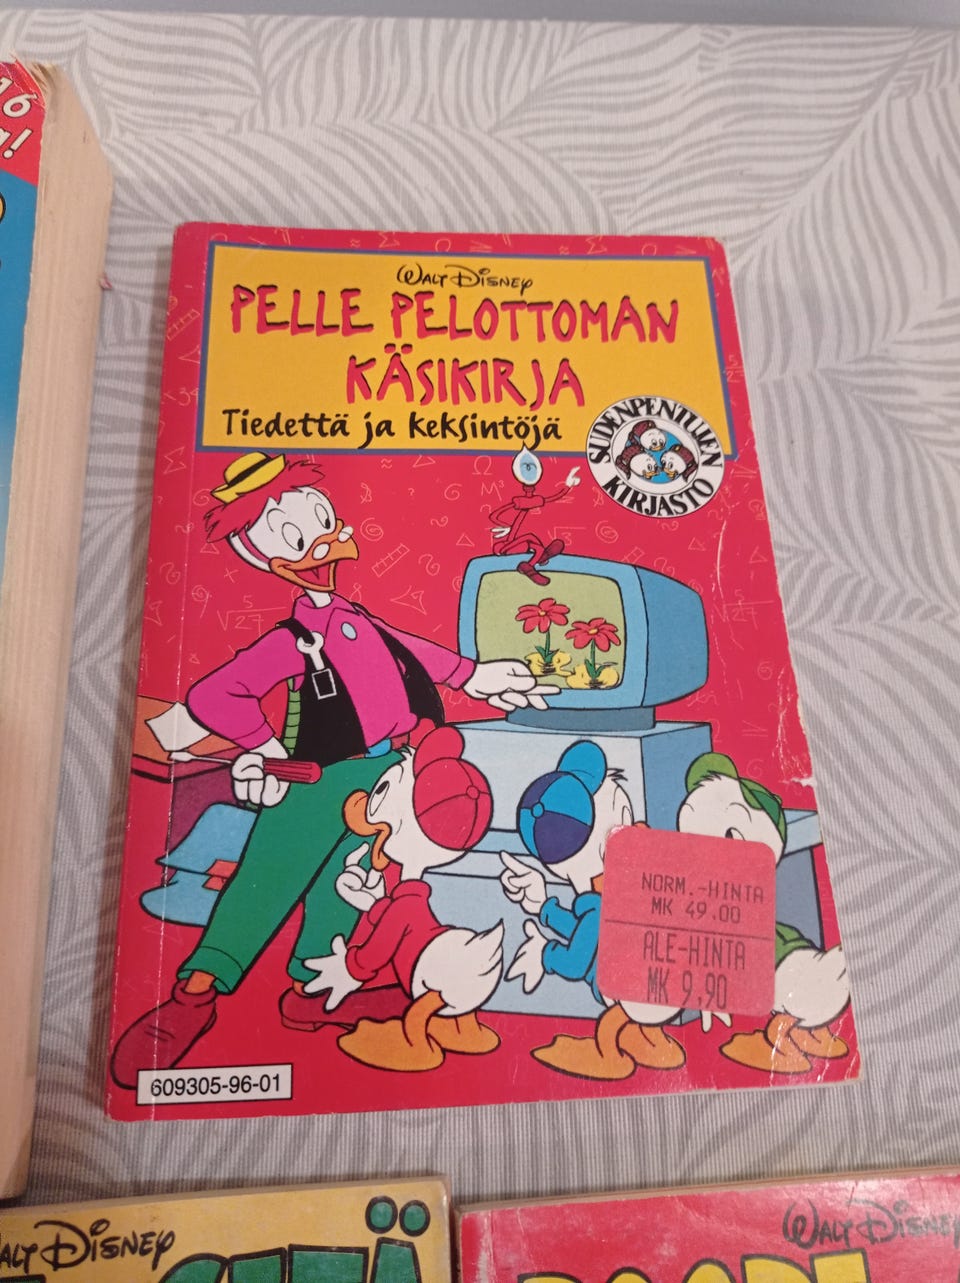 16
!
WALT DISNEY
PELLE PELOTTOMAN
KÄSIKIRJA
Tiedettä ja keksintöjä
SUDENPENTUJEN
KIRJASTO
NORM.-HINTA
MK 49.00
ALE-HINTA
MK 9,90
609305-96-01
WALT DISNEY
WALT DISNEY